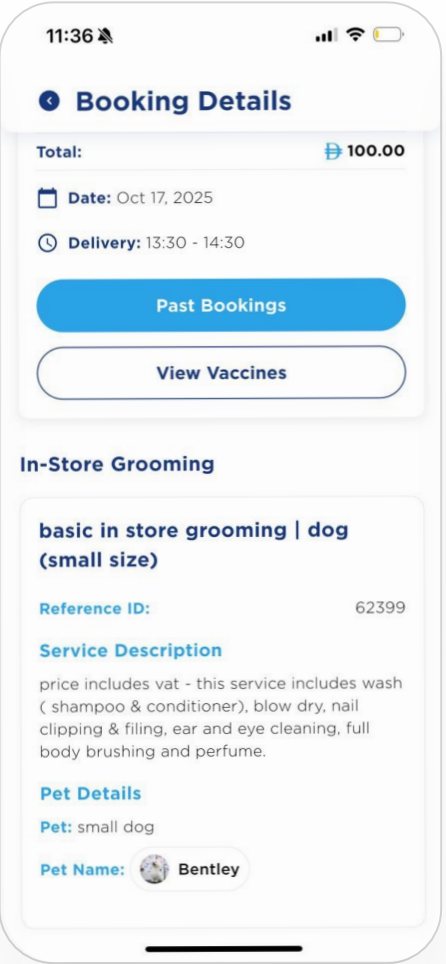 11:36
Booking Details
Total: 100.00
Date: Oct 17, 2025
Delivery: 13:30 - 14:30
Past Bookings
View Vaccines
In-Store Grooming
basic in store grooming | dog
(small size)
Reference ID: 62399
Service Description
price includes vat - this service includes wash
( shampoo & conditioner), blow dry, nail
clipping & filing, ear and eye cleaning, full
body brushing and perfume.
Pet Details
Pet: small dog
Pet Name: Bentley